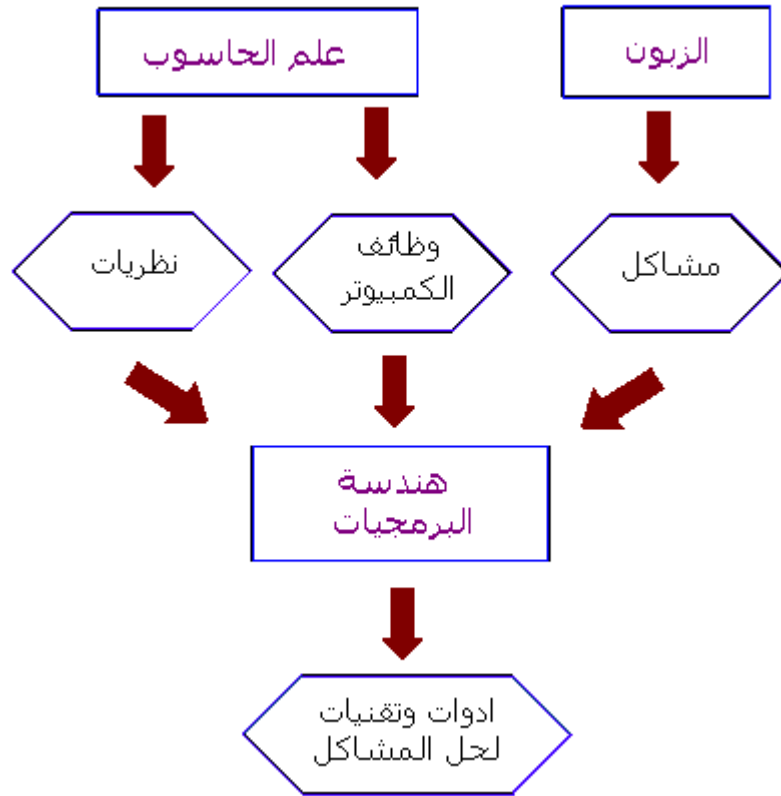 الزبون
علم الحاسوب
مشاكل
وظائف
الكمبيوتر
نظريات
هندسة
البرمجيات
ادوات وتقنيات
لحل المشاكل